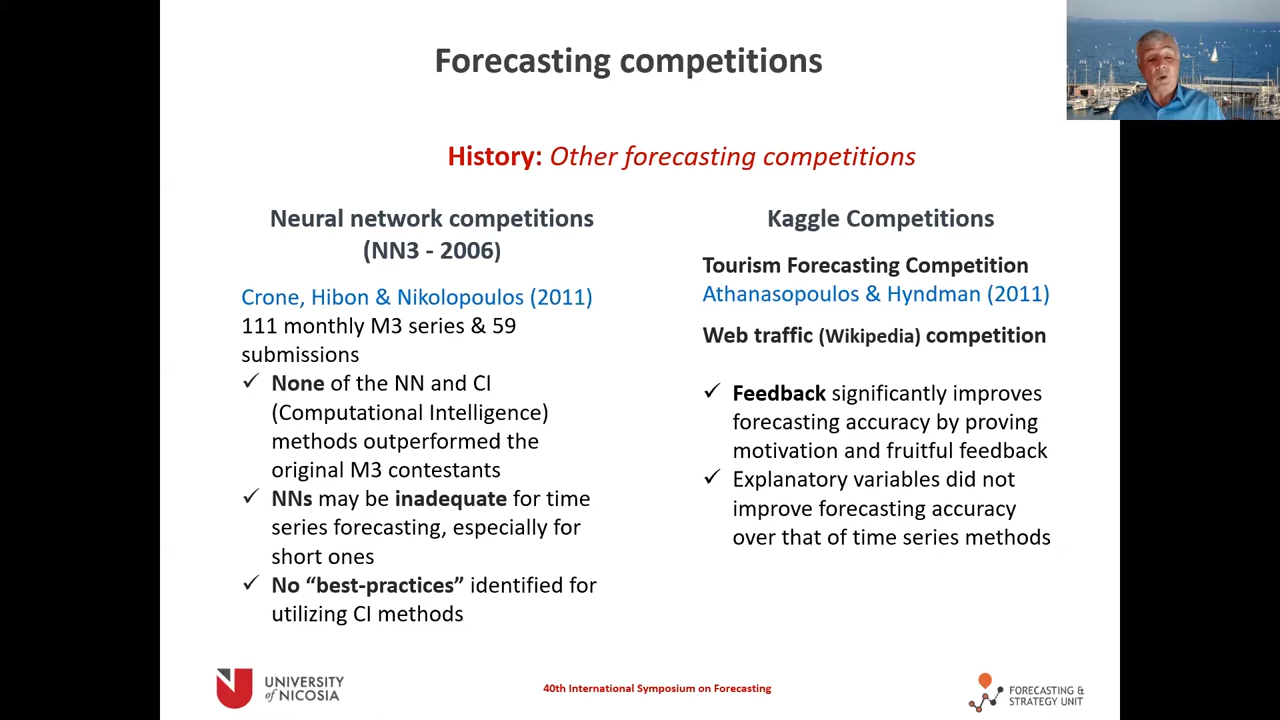 Forecasting competitions
History: Other forecasting competitions
Neural network competitions
(NN3 - 2006)
Crone, Hibon & Nikolopoulos (2011)
111 monthly M3 series & 59
submissions
✓ None of the NN and CI
(Computational Intelligence)
methods outperformed the
original M3 contestants
✓ NNs may be inadequate for time
series forecasting, especially for
short ones
✓ No “best-practices” identified for
utilizing CI methods
Kaggle Competitions
Tourism Forecasting Competition
Athanasopoulos & Hyndman (2011)
Web traffic (Wikipedia) competition
✓ Feedback significantly improves
forecasting accuracy by proving
motivation and fruitful feedback
✓ Explanatory variables did not
improve forecasting accuracy
over that of time series methods
UNIVERSITY
of NICOSIA
40th International Symposium on Forecasting
FORECASTING &
STRATEGY UNIT